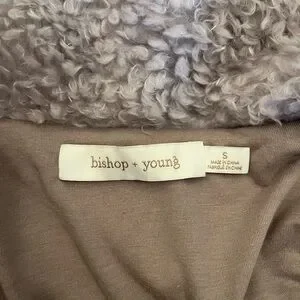 bishop + young
S
MADE IN CHINA
FABRIQUÉ EN CHINE